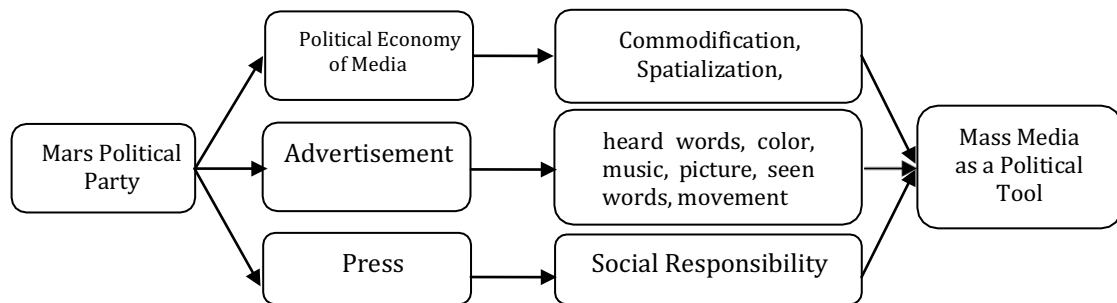 Mars Political
Party
Political Economy
of Media
Advertisement
Press
Commodification,
Spatialization,
heard words, color,
music, picture, seen
words, movement
Social Responsibility
Mass Media
as a Political
Tool